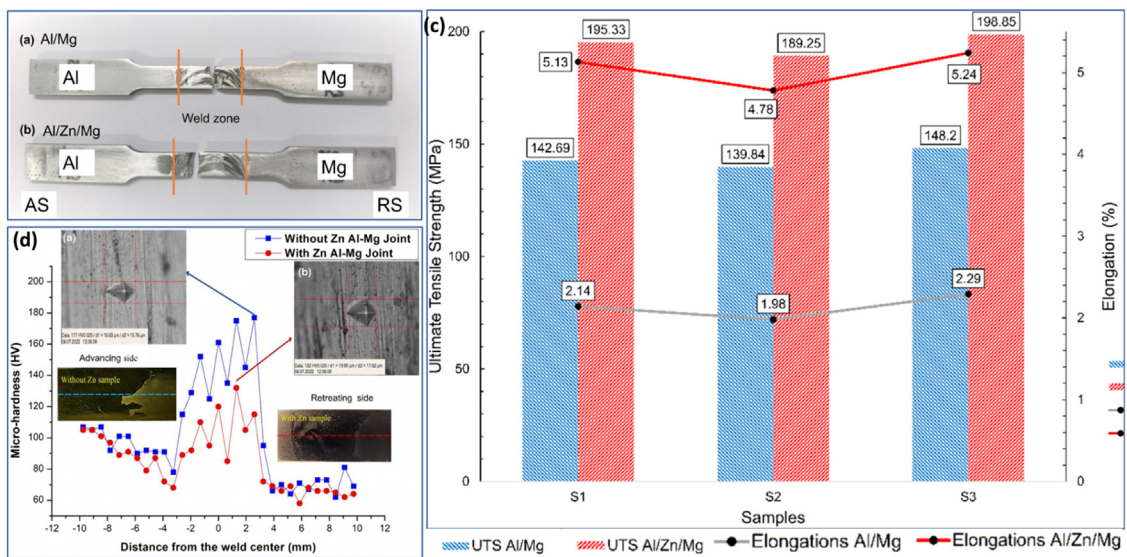 (a) Al/Mg
Al
Mg
Weld zone
(b) Al/Zn/Mg
Al
Mg
AS
RS
(d)
Without Zn Al-Mg Joint
With Zn Al-Mg Joint
(a)
(b)
Advancing side
Without Zn sample
Retreating side
With Zn sample
Micro-hardness (HV)
200
180
160
140
120
100
80
60
-12 -10 -8 -6 -4 -2 0 2 4 6 8 10 12
Distance from the weld center (mm)
(c)
Ultimate Tensile Strength (MPa)
200
150
100
50
0
142.69
195.33
5.13
2.14
139.84
189.25
4.78
1.98
148.2
198.85
5.24
2.29
S1 S2 S3
Samples
Elongation (%)
5
4
3
2
1
0
UTS Al/Mg
UTS Al/Zn/Mg
Elongations Al/Mg
Elongations Al/Zn/Mg